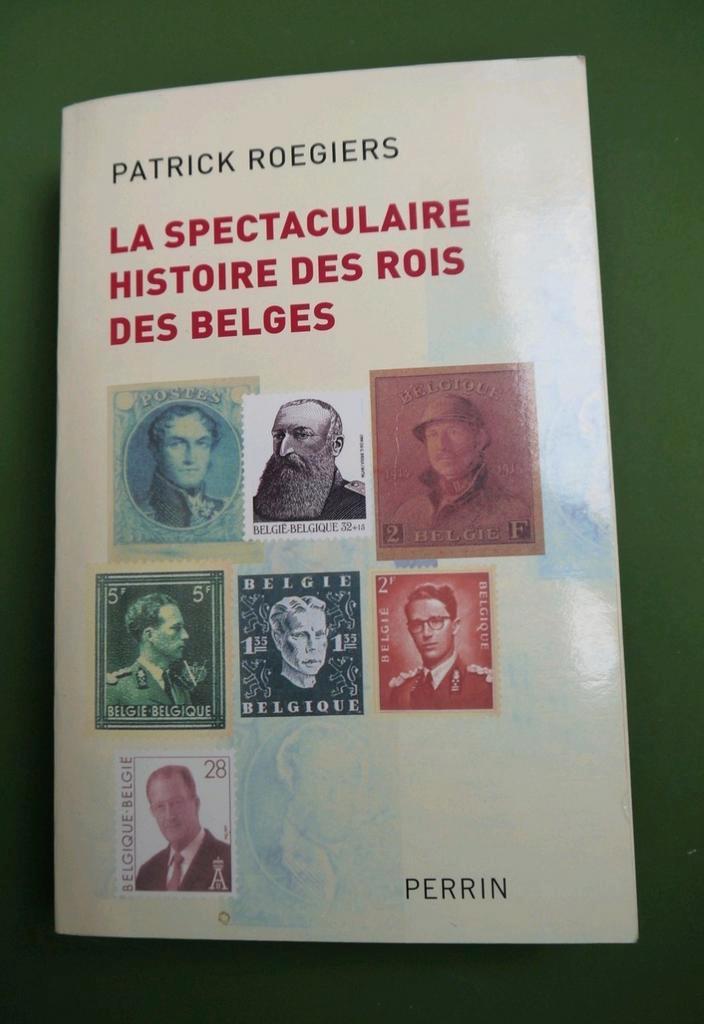 PATRICK ROEGIERS
LA SPECTACULAIRE
HISTOIRE DES ROIS
DES BELGES
POSTES
BELGIË-BELGIQUE 32+15
BELGIQUE
2 BELGIE F
5F 5F
BELGIE-BELGIQUE
BELGIE
1.35 1.35
BELGIQUE
2F
BELGIË
BELGIQUE
28
BELGIQUE-BELGIË
PERRIN